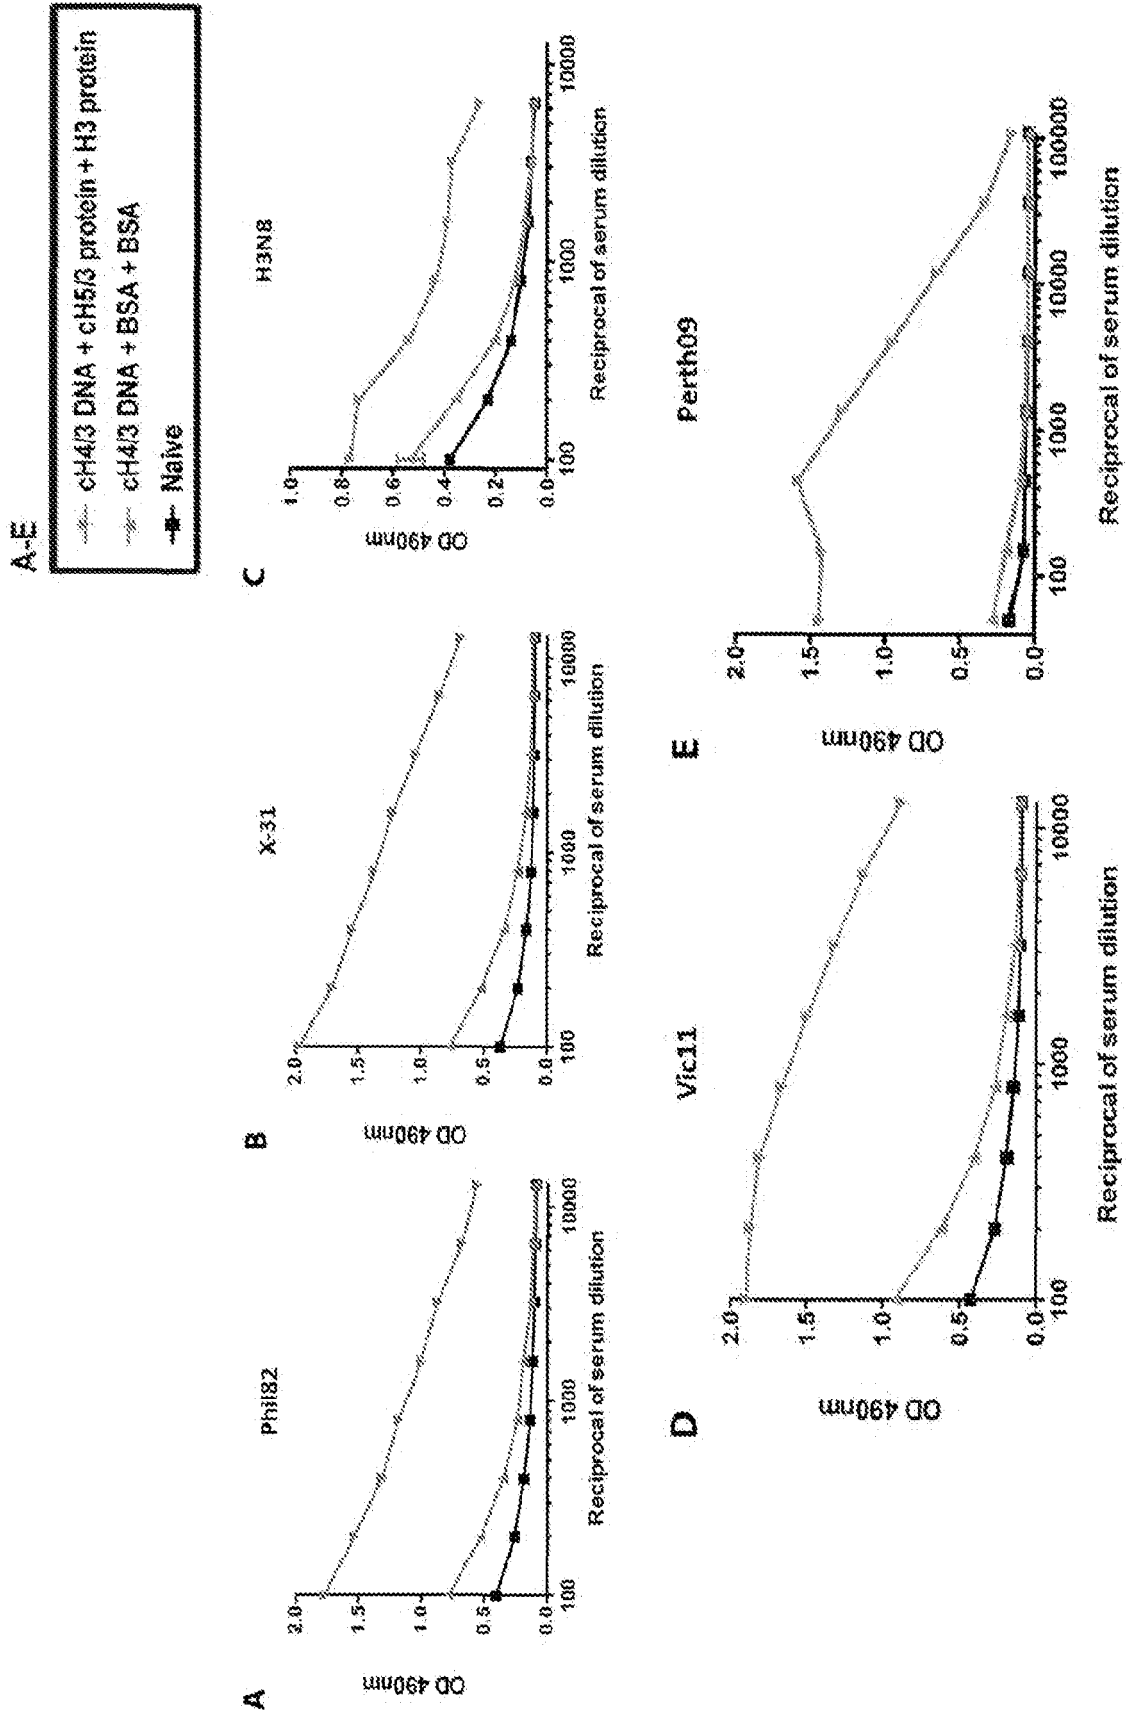 A-E
cH4/3 DNA + cH5/3 protein + H3 protein
cH4/3 DNA + BSA + BSA
Naive
A
Phil82
OD 490nm
2.0
1.5
1.0
0.5
0.0
100
1000
10000
Reciprocal of serum dilution
B
X-31
OD 490nm
2.0
1.5
1.0
0.5
0.0
100
1000
10000
Reciprocal of serum dilution
C
H3N8
OD 490nm
1.0
0.8
0.6
0.4
0.2
0.0
100
1000
10000
Reciprocal of serum dilution
D
Vic11
OD 490nm
2.0
1.5
1.0
0.5
0.0
100
1000
10000
Reciprocal of serum dilution
E
Perth09
OD 490nm
2.0
1.5
1.0
0.5
0.0
100
1000
10000
100000
Reciprocal of serum dilution